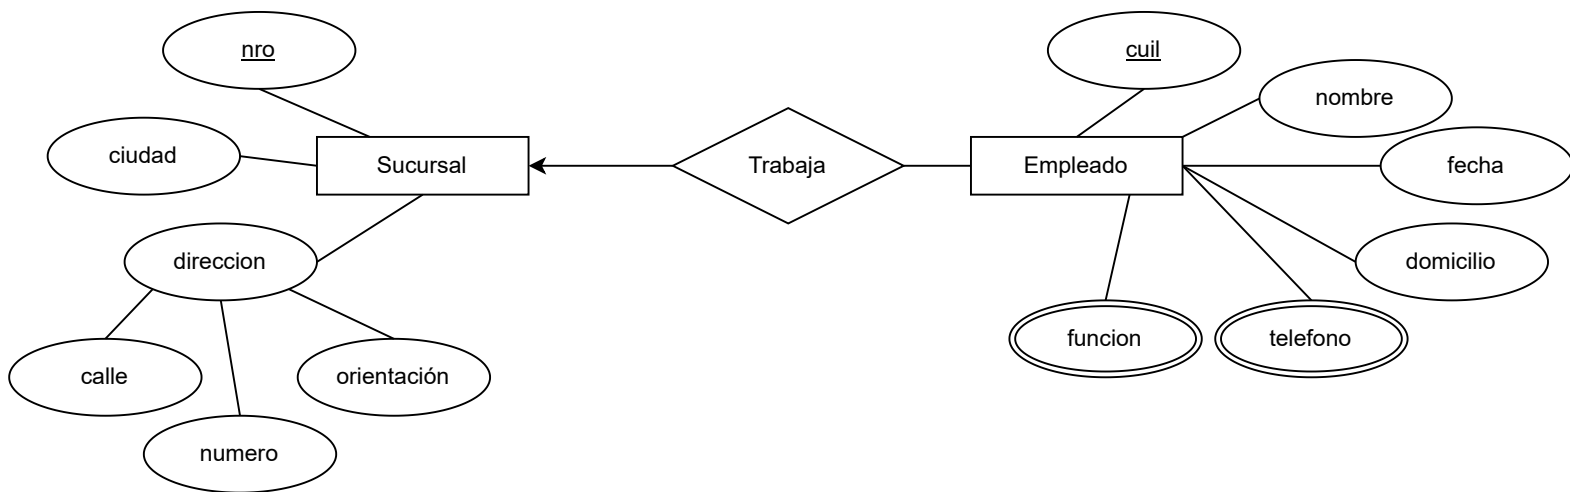 nro
cuil
nombre
ciudad
Sucursal
Trabaja
Empleado
fecha
direccion
domicilio
funcion
telefono
calle
orientación
numero